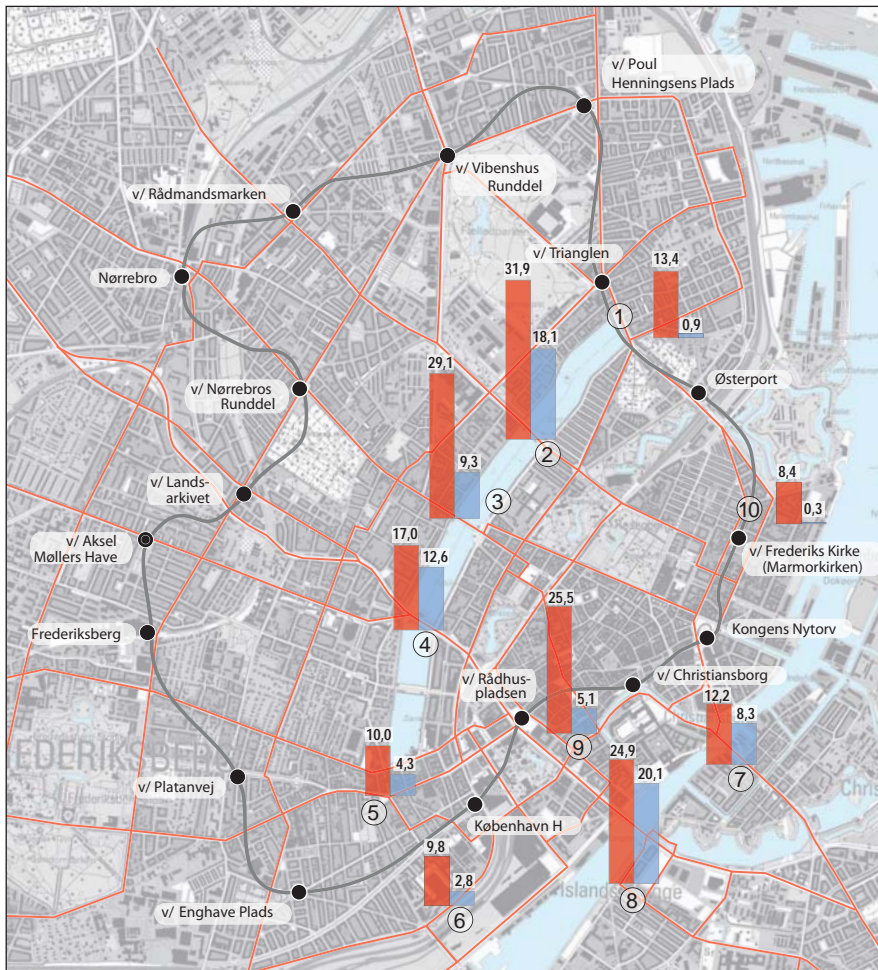 v/ Poul
Henningsens Plads
v/ Vibenshus
Runddel
v/ Rådmandsmarken
Nørrebro
v/ Trianglen
13,4
0,9
1
31,9
18,1
2
29,1
9,3
3
Østerport
v/ Nørrebros
Runddel
v/ Lands-
arkivet
8,4
0,3
10
v/ Aksel
Møllers Have
v/ Frederiks Kirke
(Marmorkirken)
17,0
12,6
4
Frederiksberg
25,5
5,1
9
Kongens Nytorv
v/ Rådhus-
pladsen
v/ Christiansborg
12,2
8,3
7
10,0
4,3
5
EDERIKSBE
v/ Platanvej
24,9
20,1
8
København H
9,8
2,8
6
v/ Enghave Plads